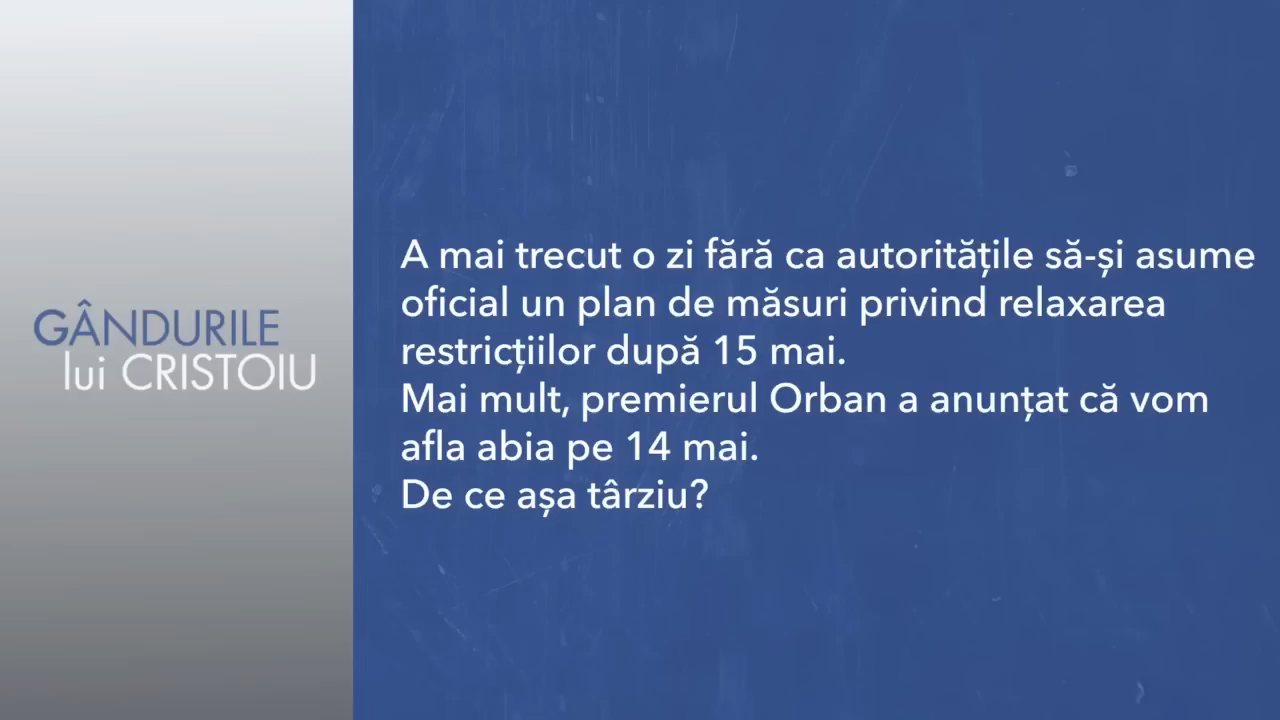 GÂNDURILE
lui CRISTOIU
A mai trecut o zi fără ca autoritățile să-și asume
oficial un plan de măsuri privind relaxarea
restricțiilor după 15 mai.
Mai mult, premierul Orban a anunțat că vom
afla abia pe 14 mai.
De ce așa târziu?